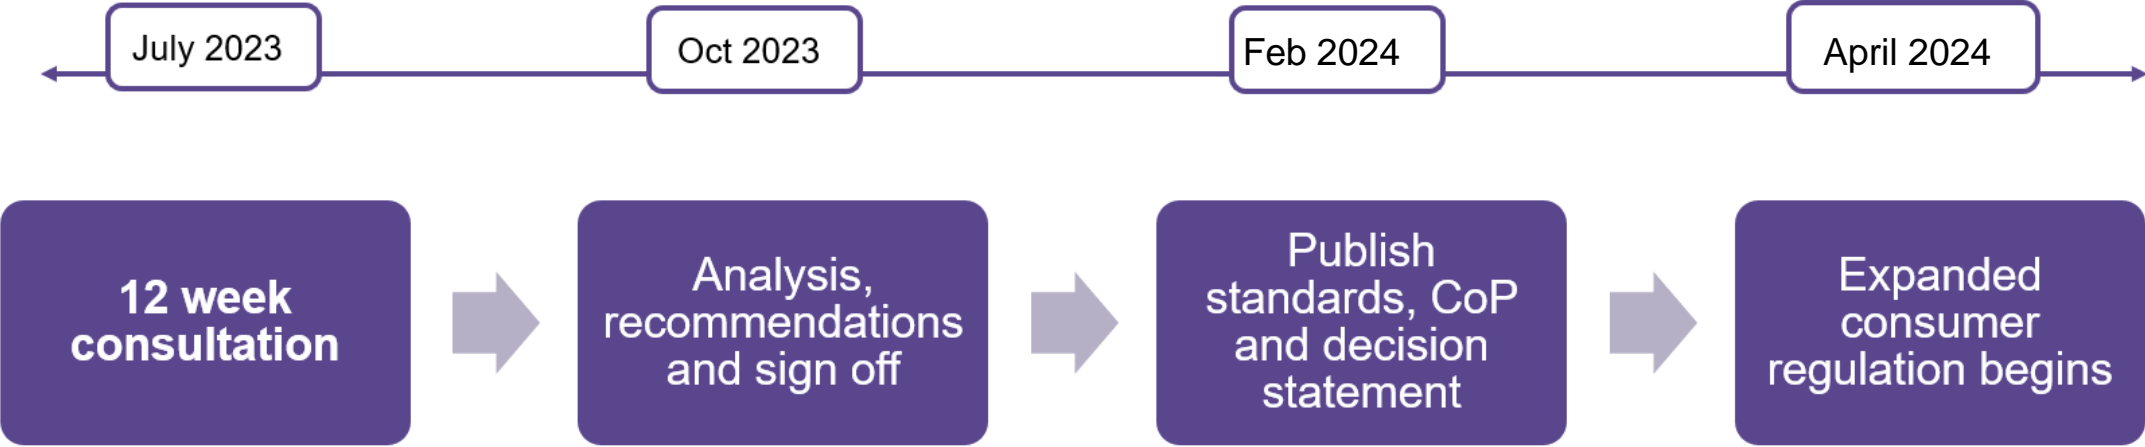 July 2023
Oct 2023
Feb 2024
April 2024
12 week
consultation
Analysis,
recommendations
and sign off
Publish
standards, CoP
and decision
statement
Expanded
consumer
regulation begins